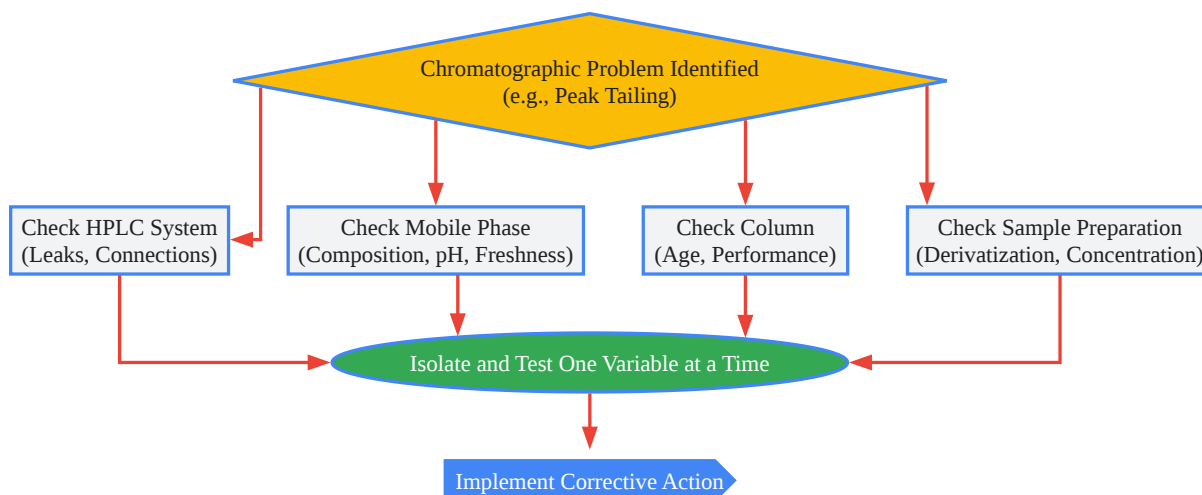 Chromatographic Problem Identified
(e.g., Peak Tailing)
Check HPLC System
(Leaks, Connections)
Check Mobile Phase
(Composition, pH, Freshness)
Check Column
(Age, Performance)
Check Sample Preparation
(Derivatization, Concentration)
Isolate and Test One Variable at a Time
Implement Corrective Action